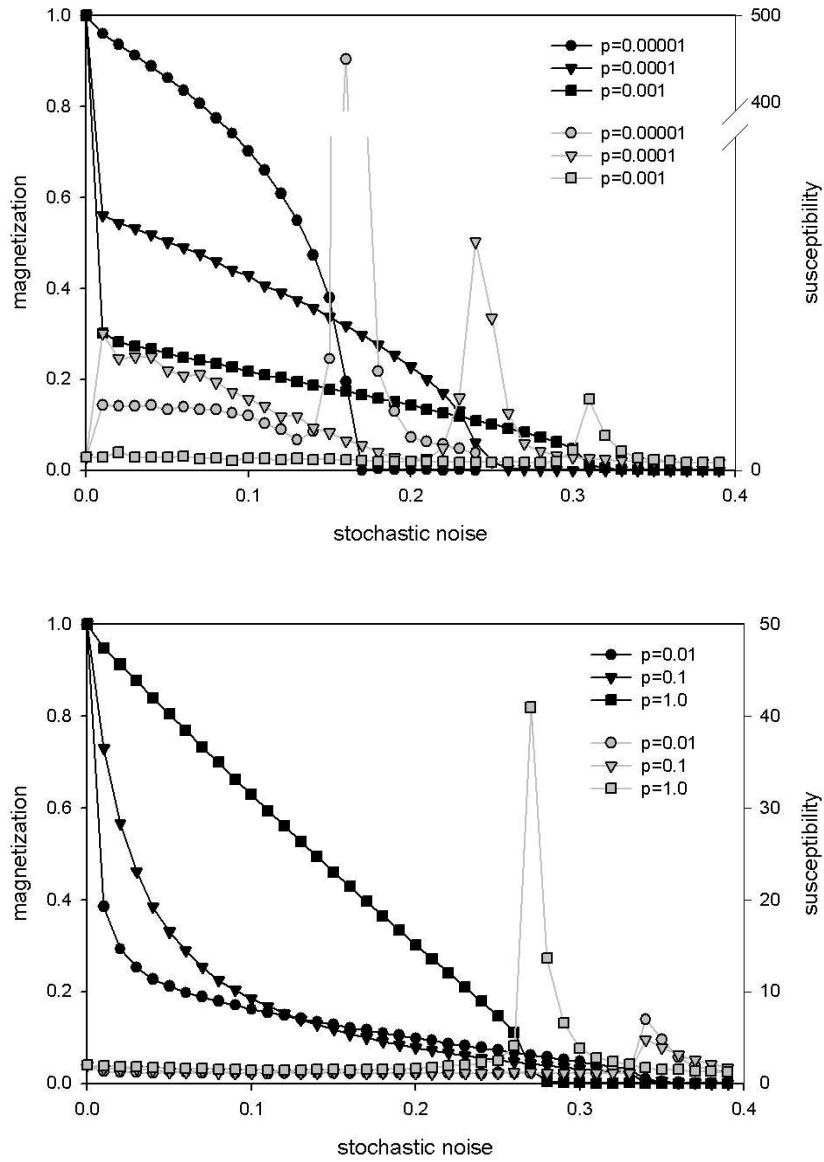 1.0
0.8
0.6
0.4
0.2
0.0
magnetization
500
400
0
susceptibility
p=0.00001
p=0.0001
p=0.001
p=0.00001
p=0.0001
p=0.001
0.0
0.1
0.2
0.3
0.4
stochastic noise
1.0
0.8
0.6
0.4
0.2
0.0
magnetization
50
40
30
20
10
0
susceptibility
p=0.01
p=0.1
p=1.0
p=0.01
p=0.1
p=1.0
0.0
0.1
0.2
0.3
0.4
stochastic noise